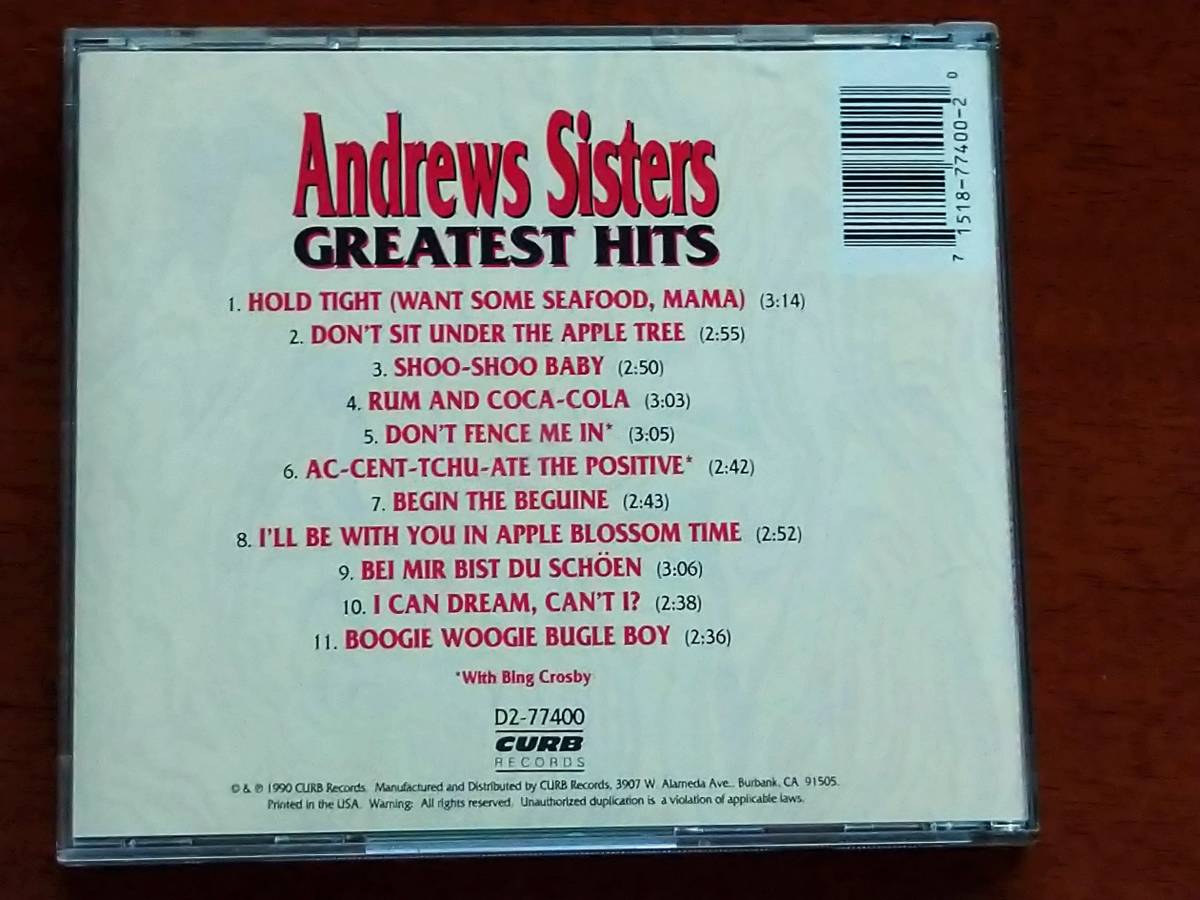 Andrews Sisters
GREATEST HITS
1. HOLD TIGHT (WANT SOME SEAFOOD, MAMA) (3:14)
2. DON'T SIT UNDER THE APPLE TREE (2:55)
3. SHOO-SHOO BABY (2:50)
4. RUM AND COCA-COLA (3:03)
5. DON'T FENCE ME IN* (3:05)
6. AC-CENT-TCHU-ATE THE POSITIVE* (2:42)
7. BEGIN THE BEGUINE (2:43)
8. I'LL BE WITH YOU IN APPLE BLOSSOM TIME (2:52)
9. BEI MIR BIST DU SCHÖEN (3:06)
10. I CAN DREAM, CAN'T I? (2:38)
11. BOOGIE WOOGIE BUGLE BOY (2:36)
*With Bing Crosby
D2-77400
CURB
RECORDS
© & ℗ 1990 CURB Records. Manufactured and Distributed by CURB Records, 3907 W. Alameda Ave., Burbank, CA 91505.
Printed in the USA. Warning: All rights reserved. Unauthorized duplication is a violation of applicable laws.
7 1518-77400-2 0